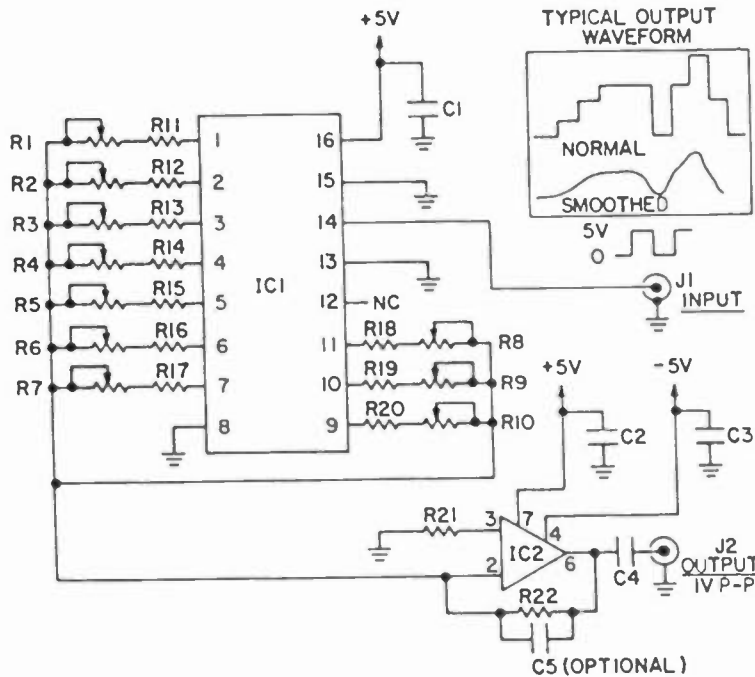 TYPICAL OUTPUT
WAVEFORM
NORMAL
SMOOTHED
5V
0
+5V
C1
R1 R11 1
R2 R12 2
R3 R13 3
R4 R14 4
R5 R15 5
R6 R16 6
R7 R17 7
8
IC1
16
15
14
13
12 NC
11 R18 R8
10 R19 R9
9 R20 R10
J1
INPUT
+5V
-5V
C2
C3
R21 3
7
4
IC2
2
6
C4
J2
OUTPUT
1V P-P
R22
C5 (OPTIONAL)